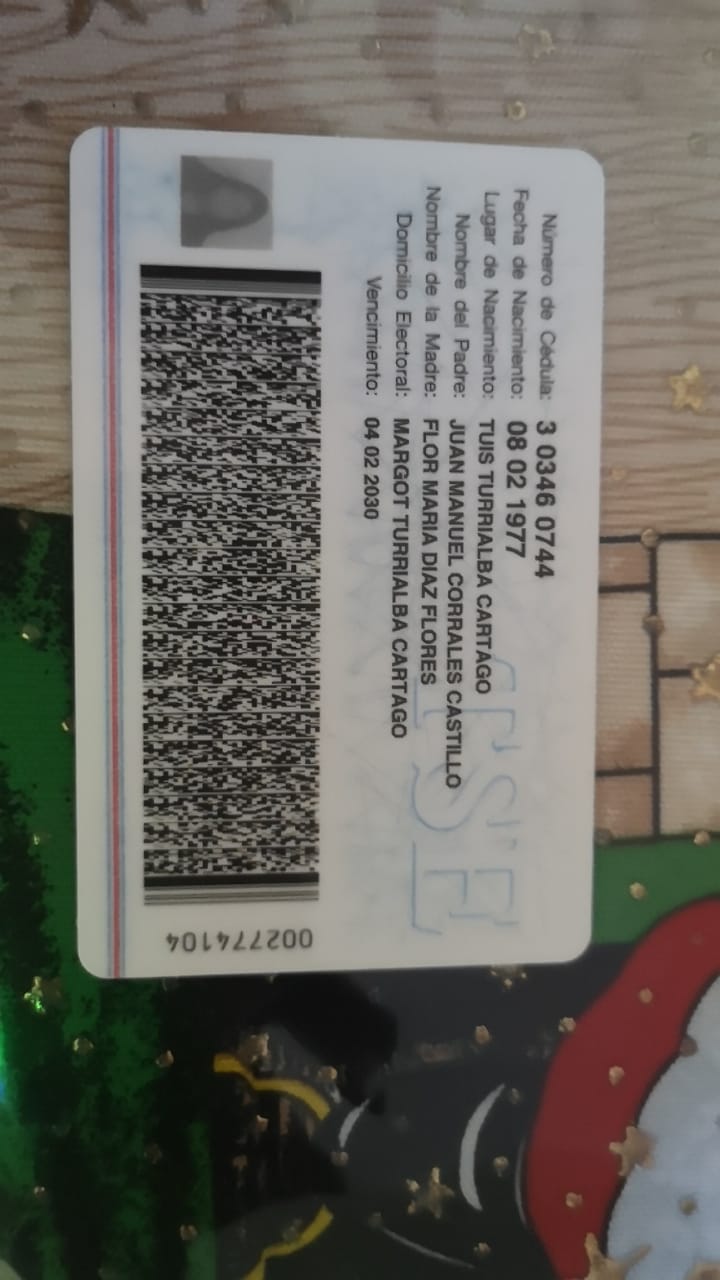 Número de Cédula: 3 0346 0744
Fecha de Nacimiento: 08 02 1977
Lugar de Nacimiento: TUIS TURRIALBA CARTAGO
Nombre del Padre: JUAN MANUEL CORRALES CASTILLO
Nombre de la Madre: FLOR MARIA DIAZ FLORES
Domicilio Electoral: MARGOT TURRIALBA CARTAGO
Vencimiento: 04 02 2030
TSE
002774104